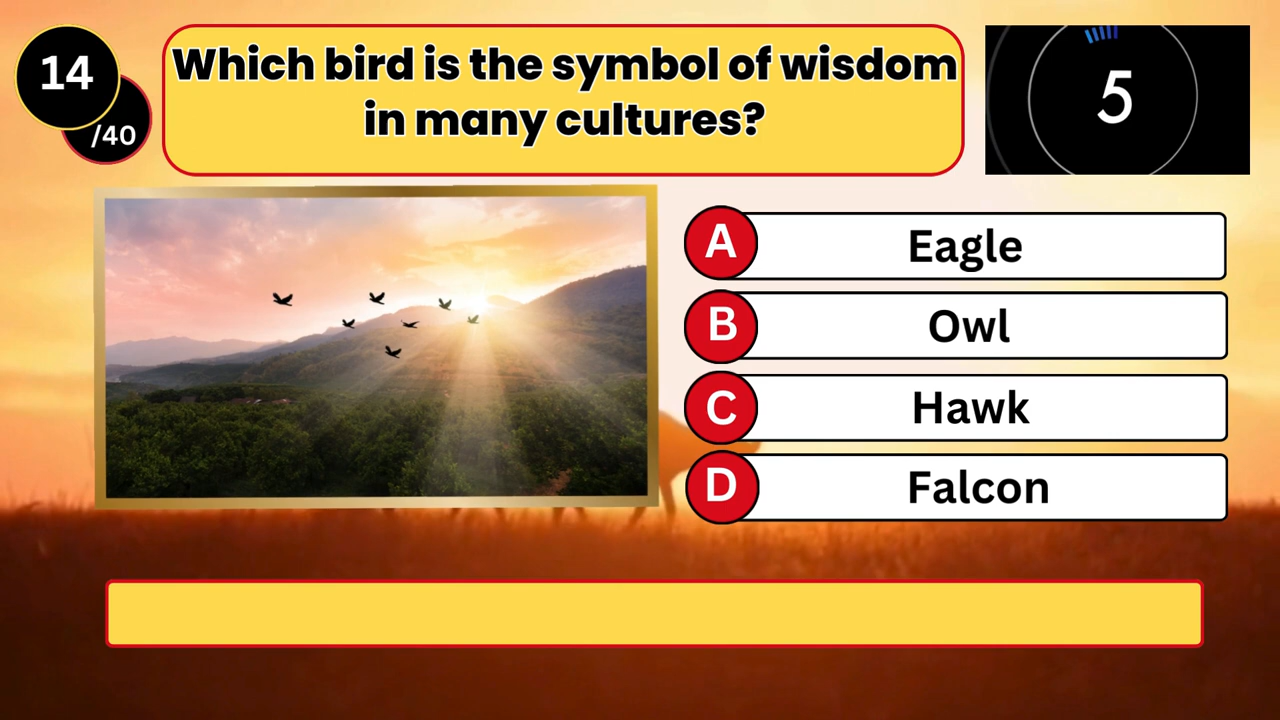 14
/40
Which bird is the symbol of wisdom
in many cultures?
5
A Eagle
B Owl
C Hawk
D Falcon